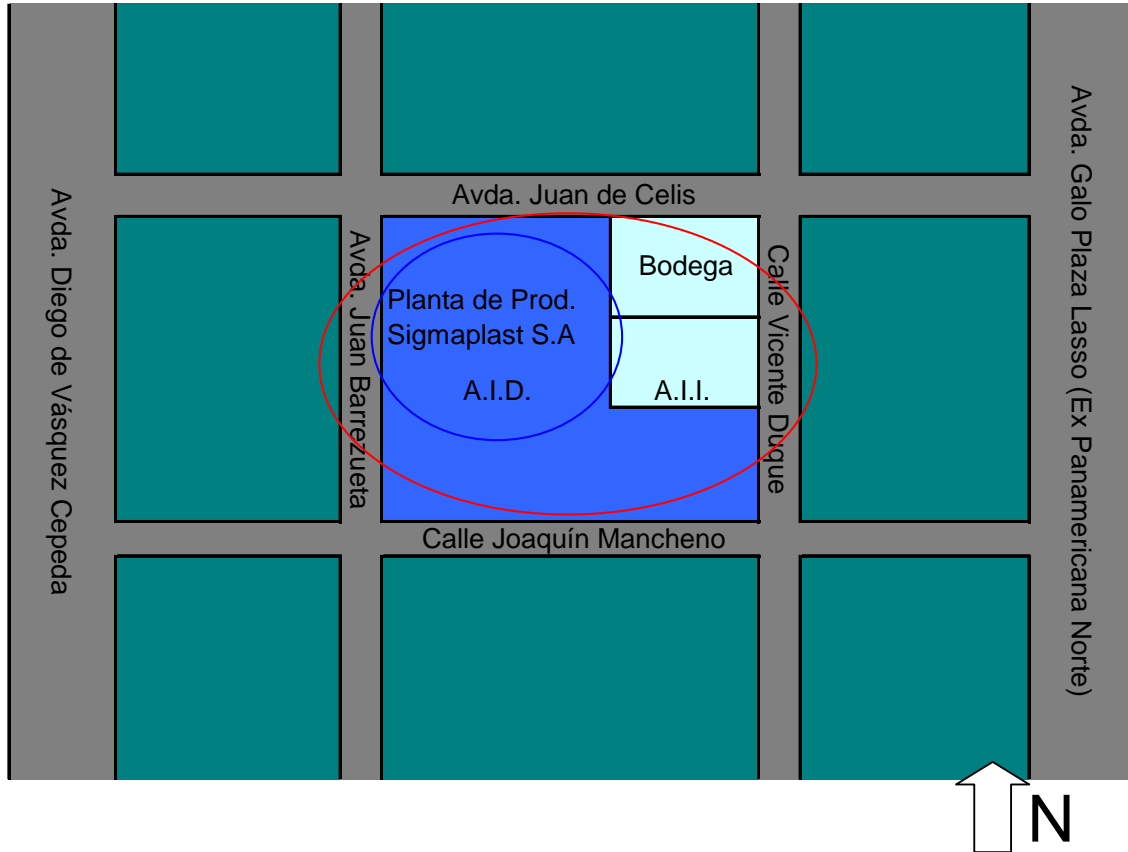 Avda. Juan de Celis
Avda. Diego de Vásquez Cepeda
Avda. Juan Barrezueta
Planta de Prod.
Sigmaplast S.A
A.I.D.
Bodega
A.I.I.
Calle Vicente Duque
Avda. Galo Plaza Lasso (Ex Panamericana Norte)
Calle Joaquín Mancheno
N